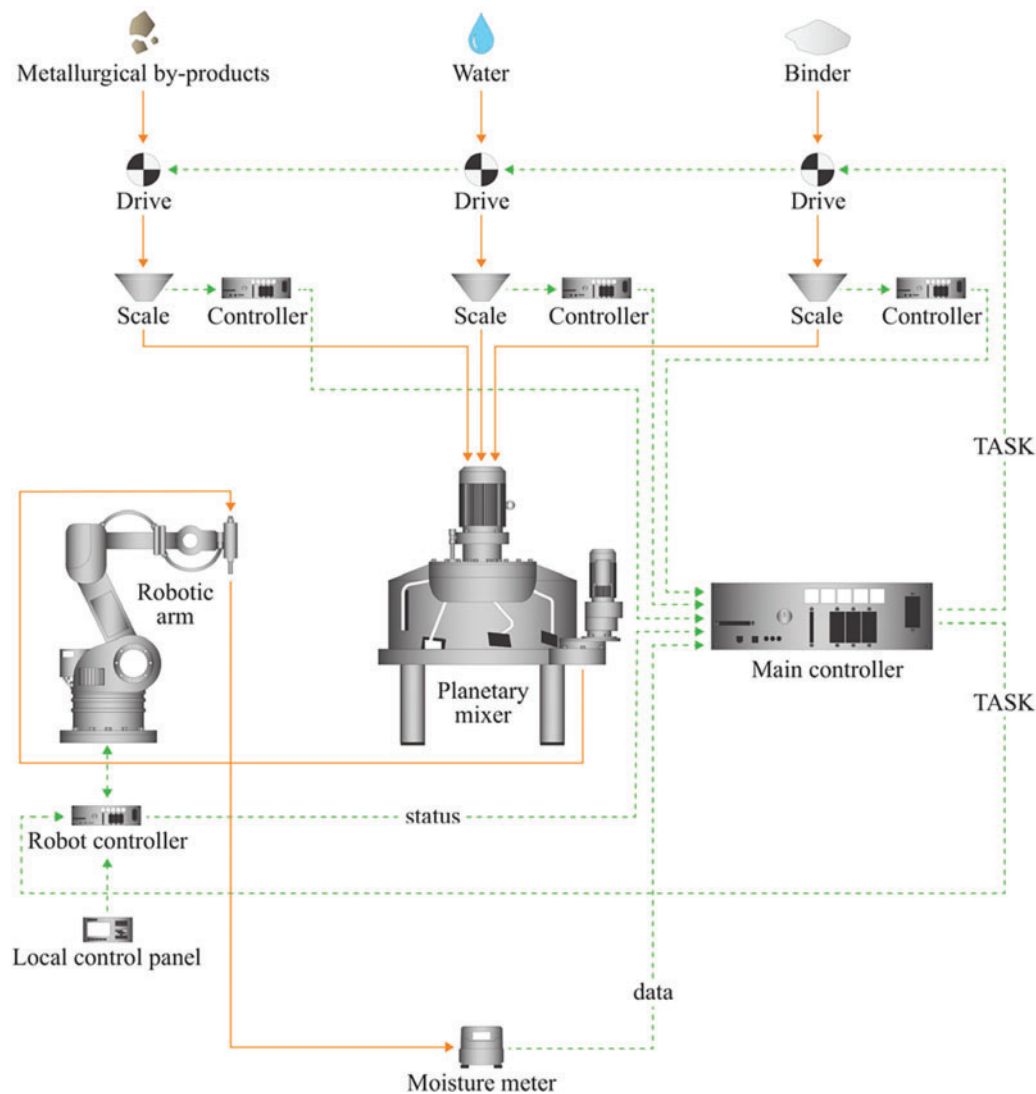 Metallurgical by-products
Water
Binder
Drive
Drive
Drive
Scale
Controller
Scale
Controller
Scale
Controller
TASK
Robotic
arm
Planetary
mixer
Main controller
TASK
status
Robot controller
Local control panel
data
Moisture meter